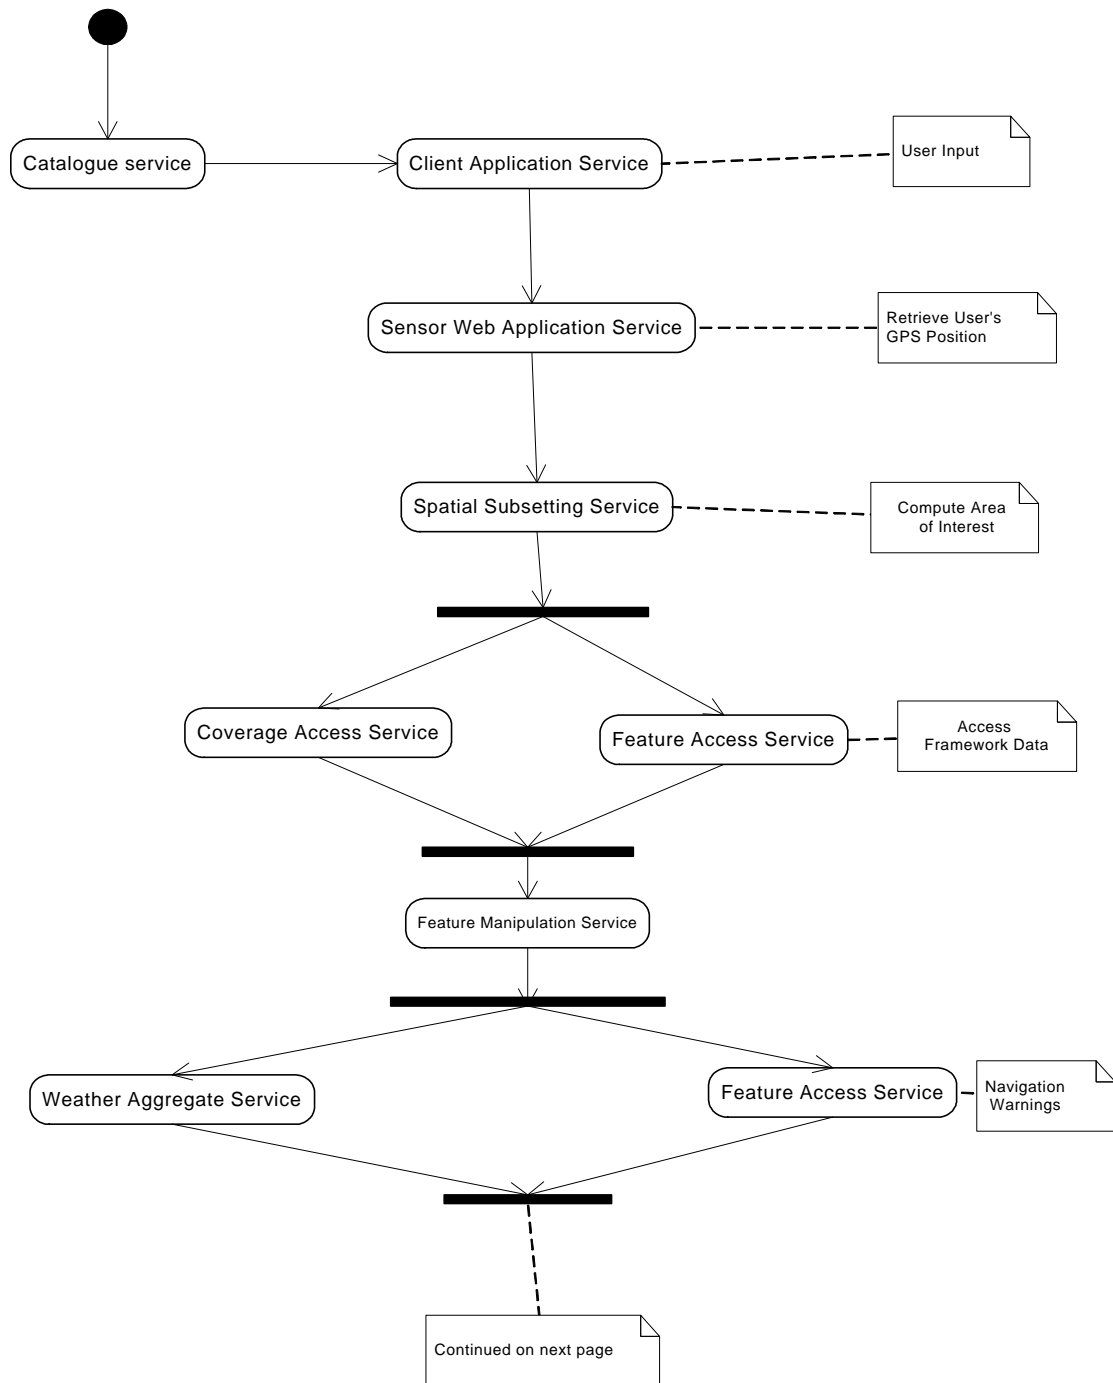 Catalogue service
Client Application Service
User Input
Sensor Web Application Service
Retrieve User's
GPS Position
Spatial Subsetting Service
Compute Area
of Interest
Coverage Access Service
Feature Access Service
Access
Framework Data
Feature Manipulation Service
Weather Aggregate Service
Feature Access Service
Navigation
Warnings
Continued on next page